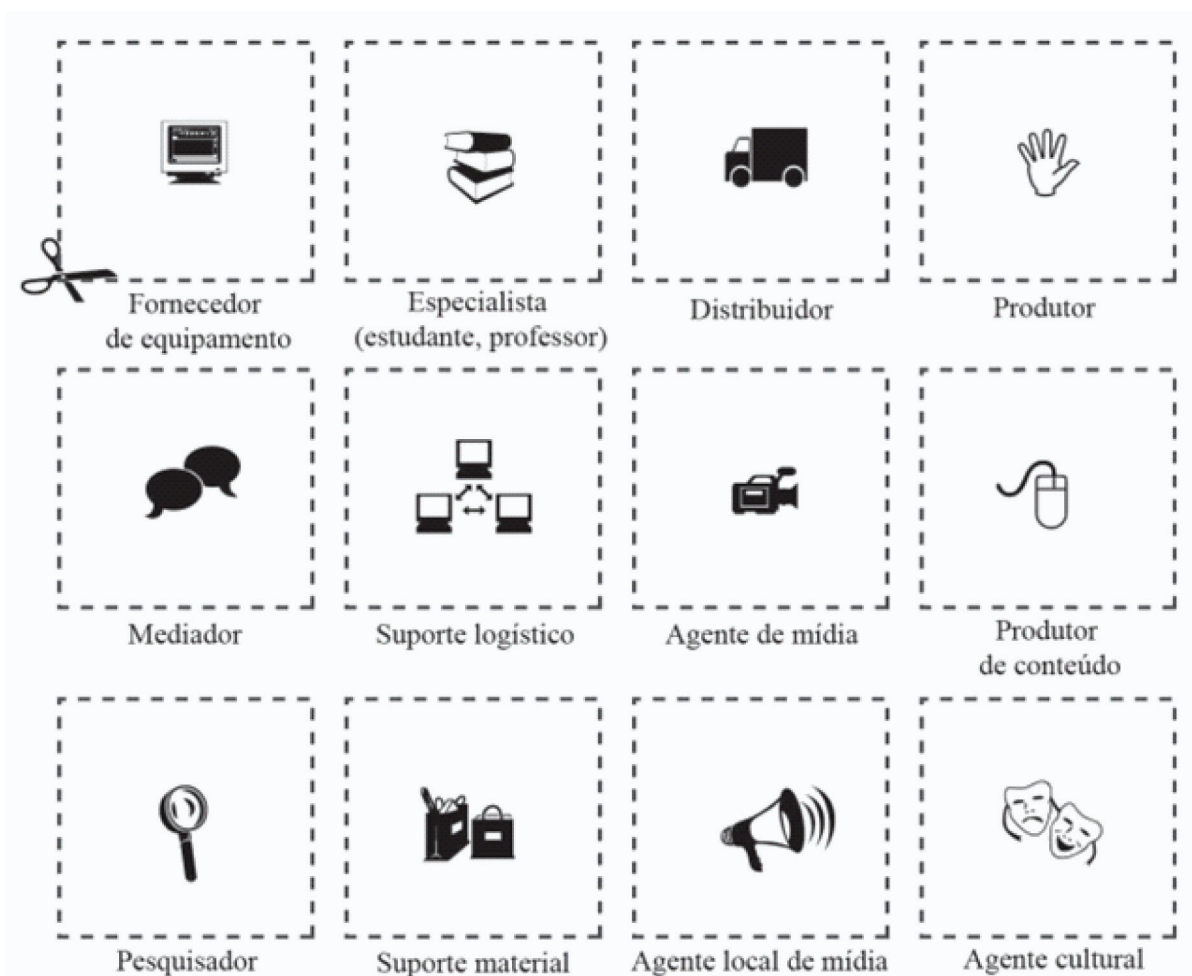 Fornecedor
de equipamento
Especialista
(estudante, professor)
Distribuidor
Produtor
Mediador
Suporte logístico
Agente de mídia
Produtor
de conteúdo
Pesquisador
Suporte material
Agente local de mídia
Agente cultural